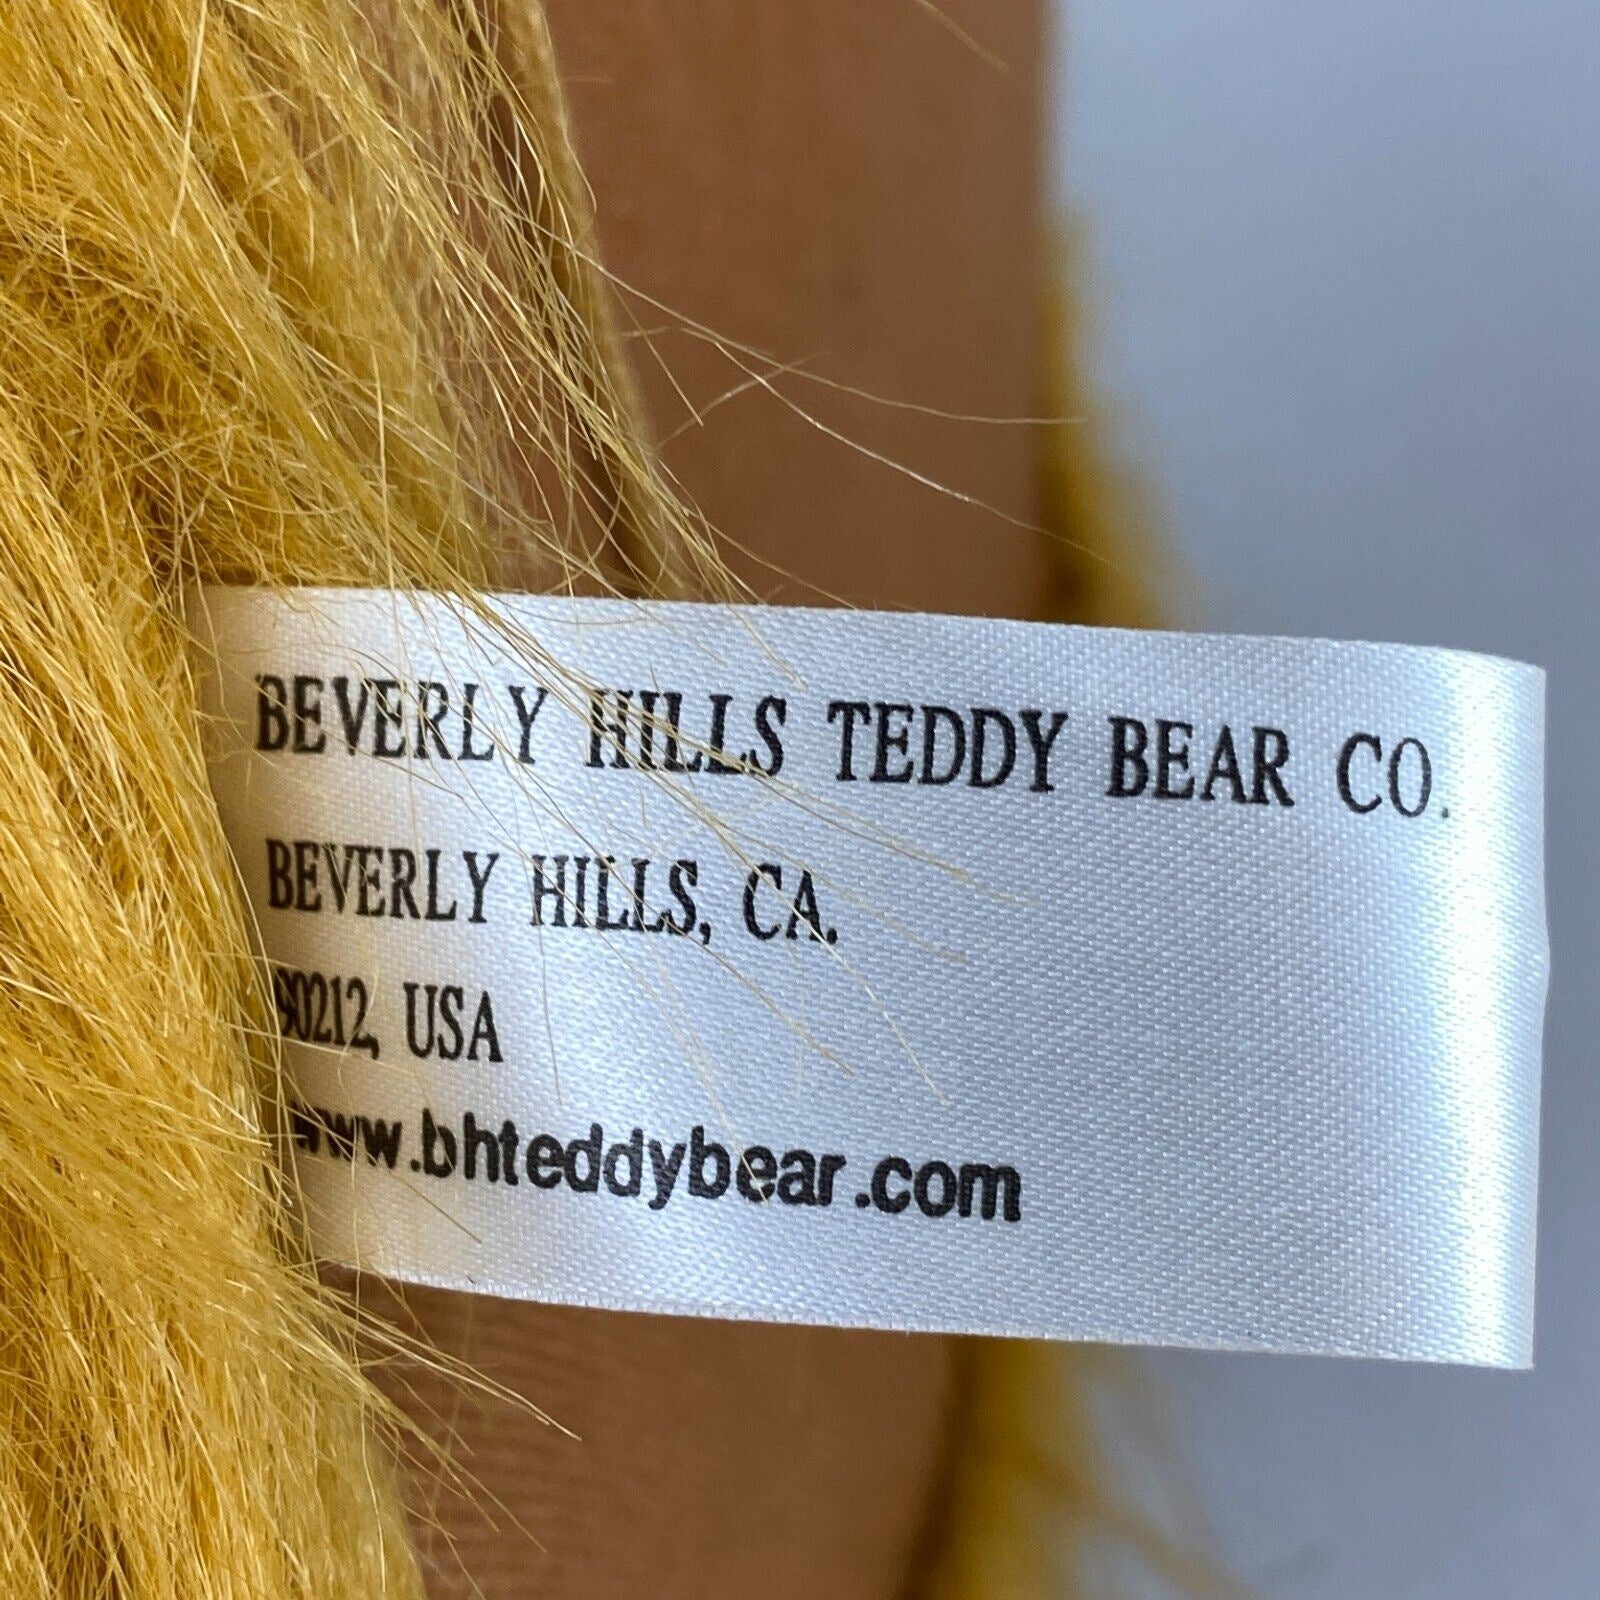 BEVERLY HILLS TEDDY BEAR CO.
BEVERLY HILLS, CA.
90212, USA
www.bhteddybear.com